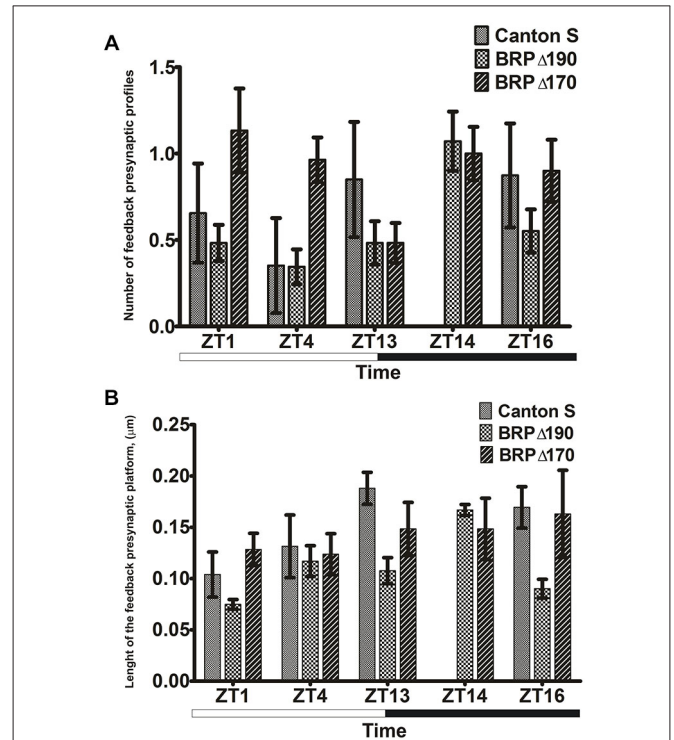 A
Canton S
BRP Δ190
BRP Δ170
Number of feedback presynaptic profiles
1.5
1.0
0.5
0.0
ZT1 ZT4 ZT13 ZT14 ZT16
Time
B
Canton S
BRP Δ190
BRP Δ170
Lenght of the feedback presynaptic platform, (μm)
0.25
0.20
0.15
0.10
0.05
0.00
ZT1 ZT4 ZT13 ZT14 ZT16
Time